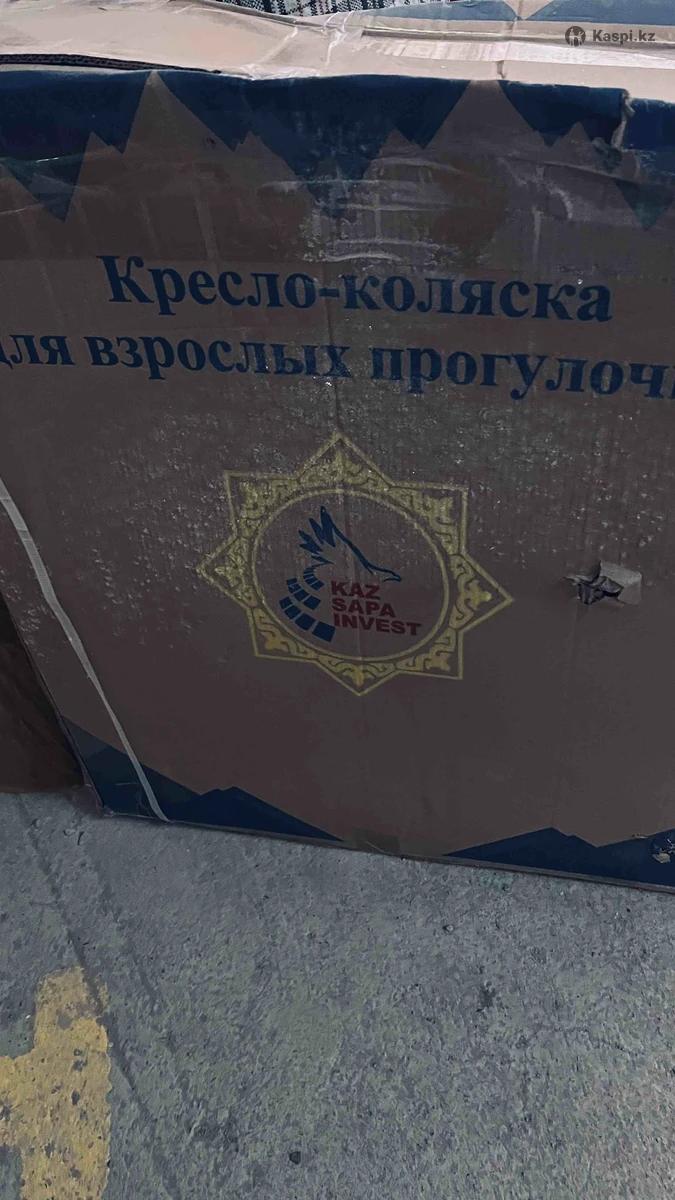 Kaspi.kz
Кресло-коляска
для взрослых прогулочн
KAZ
SAPA
INVEST